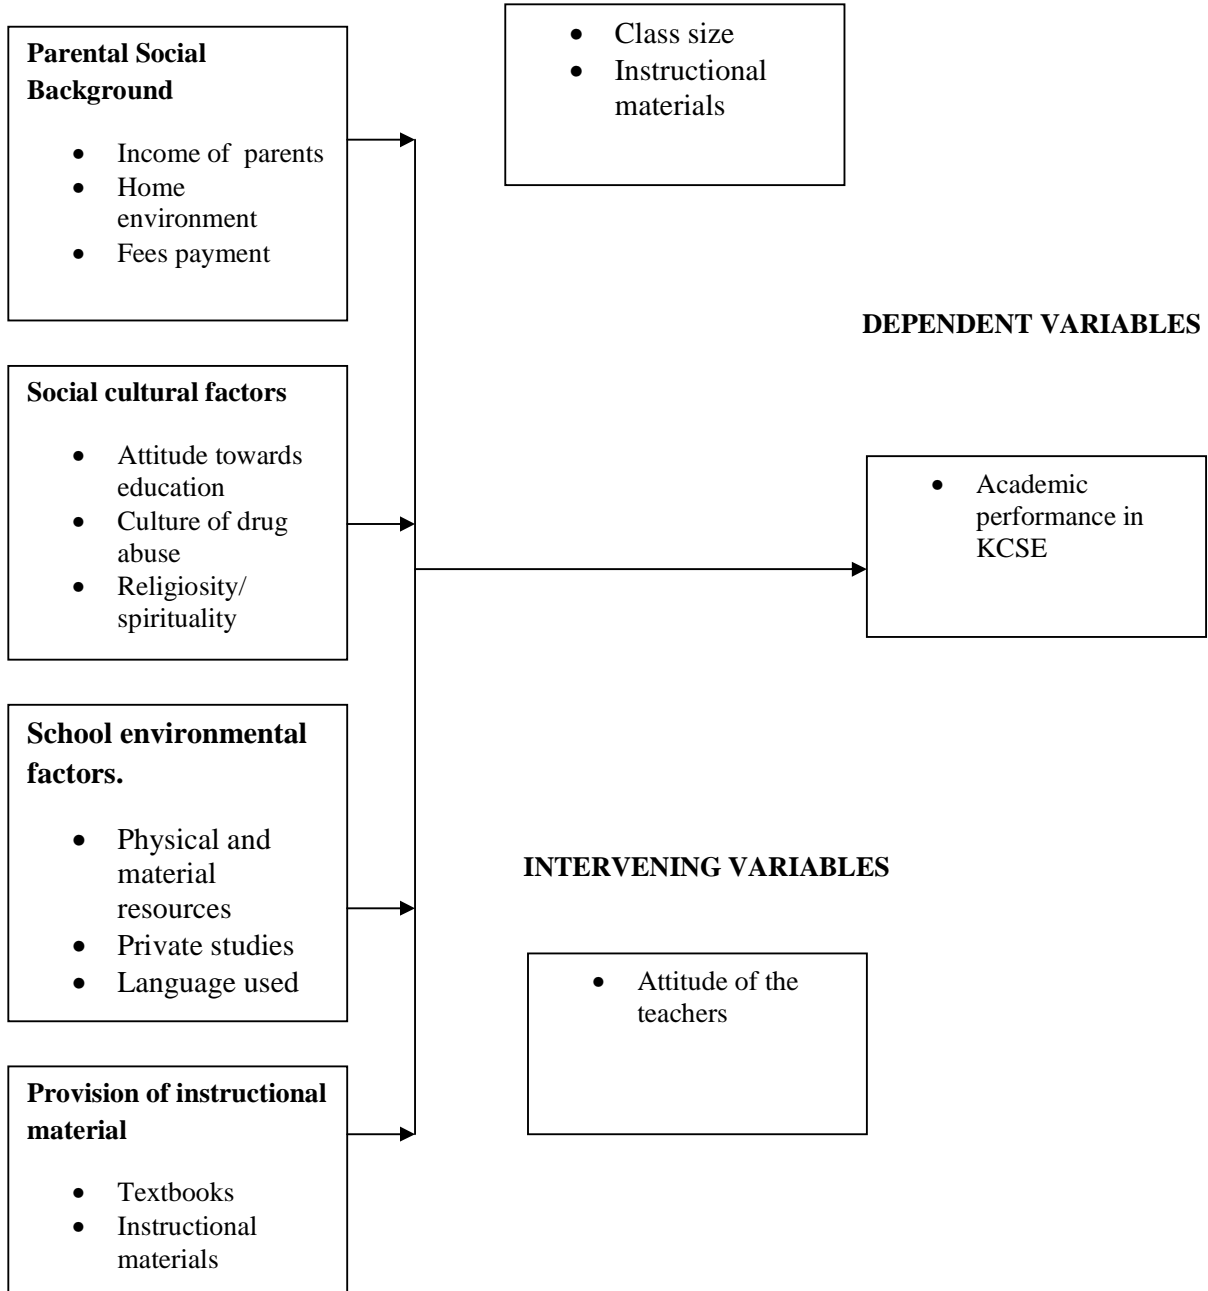 Parental Social
Background
• Income of parents
• Home
environment
• Fees payment
• Class size
• Instructional
materials
DEPENDENT VARIABLES
Social cultural factors
• Attitude towards
education
• Culture of drug
abuse
• Religiosity/
spirituality
• Academic
performance in
KCSE
School environmental
factors.
• Physical and
material
resources
• Private studies
• Language used
INTERVENING VARIABLES
• Attitude of the
teachers
Provision of instructional
material
• Textbooks
• Instructional
materials